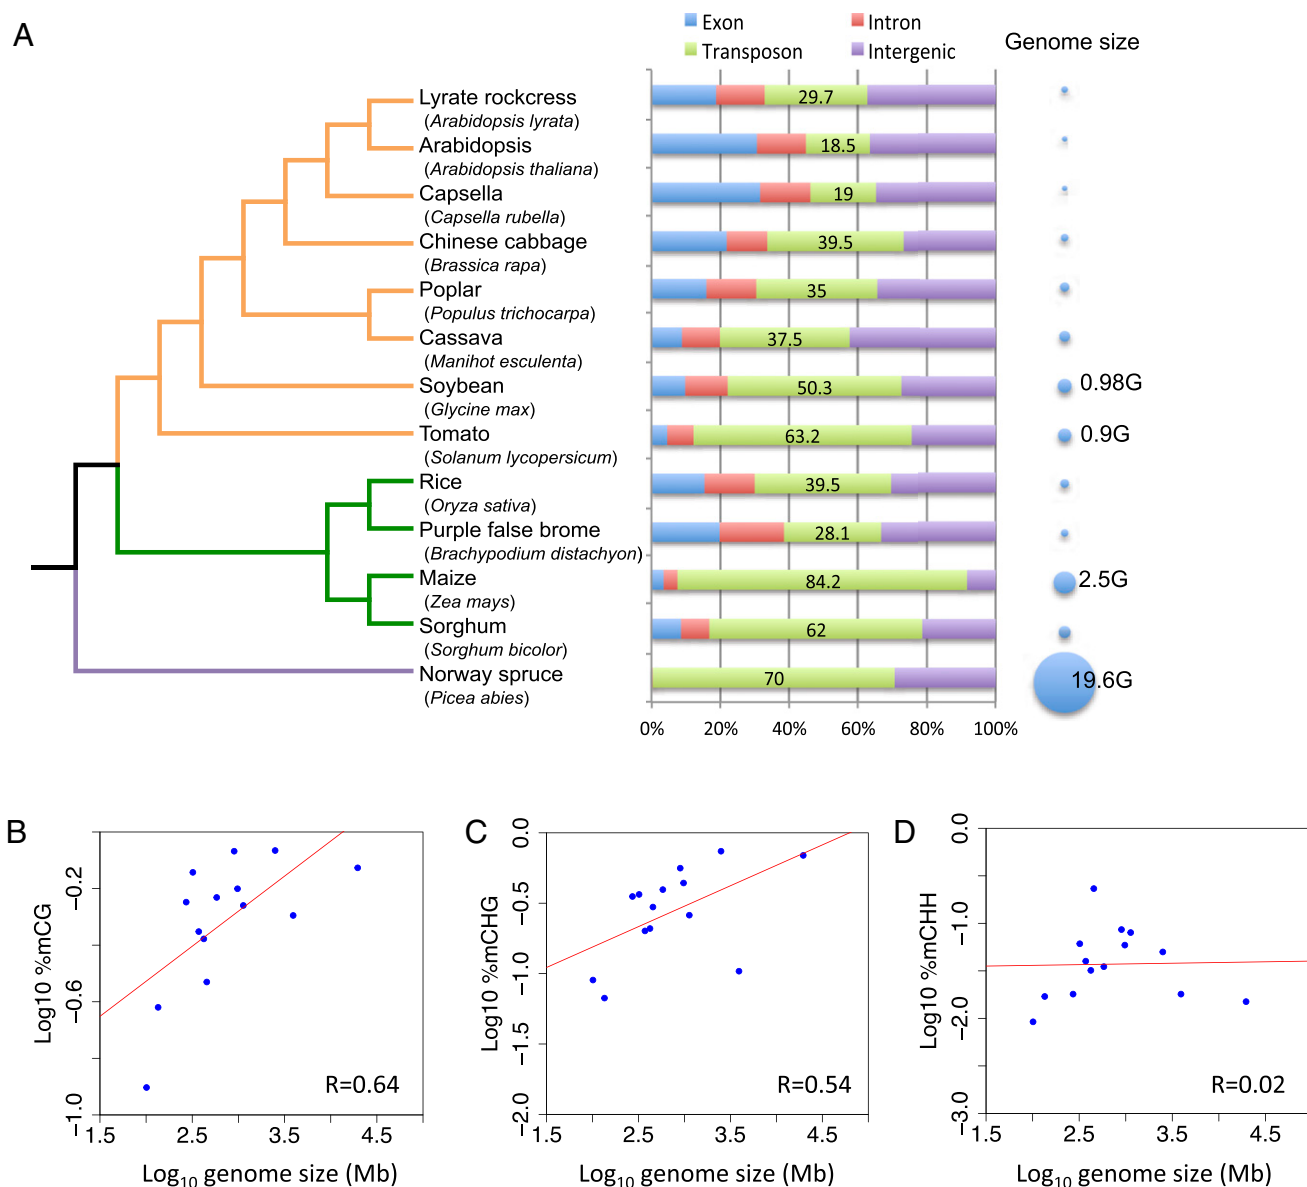 A
Exon
Intron
Transposon
Intergenic
Genome size
Lyrate rockcress
(Arabidopsis lyrata)
29.7
Arabidopsis
(Arabidopsis thaliana)
18.5
Capsella
(Capsella rubella)
19
Chinese cabbage
(Brassica rapa)
39.5
Poplar
(Populus trichocarpa)
35
Cassava
(Manihot esculenta)
37.5
Soybean
(Glycine max)
50.3
0.98G
Tomato
(Solanum lycopersicum)
63.2
0.9G
Rice
(Oryza sativa)
39.5
Purple false brome
(Brachypodium distachyon)
28.1
Maize
(Zea mays)
84.2
2.5G
Sorghum
(Sorghum bicolor)
62
Norway spruce
(Picea abies)
70
19.6G
0% 20% 40% 60% 80% 100%
B
Log10 %mCG
−0.2
−0.6
−1.0
R=0.64
1.5 2.5 3.5 4.5
Log10 genome size (Mb)
C
Log10 %mCHG
0.0
−0.5
−1.0
−1.5
−2.0
R=0.54
1.5 2.5 3.5 4.5
Log10 genome size (Mb)
D
Log10 %mCHH
0.0
−1.0
−2.0
−3.0
R=0.02
1.5 2.5 3.5 4.5
Log10 genome size (Mb)